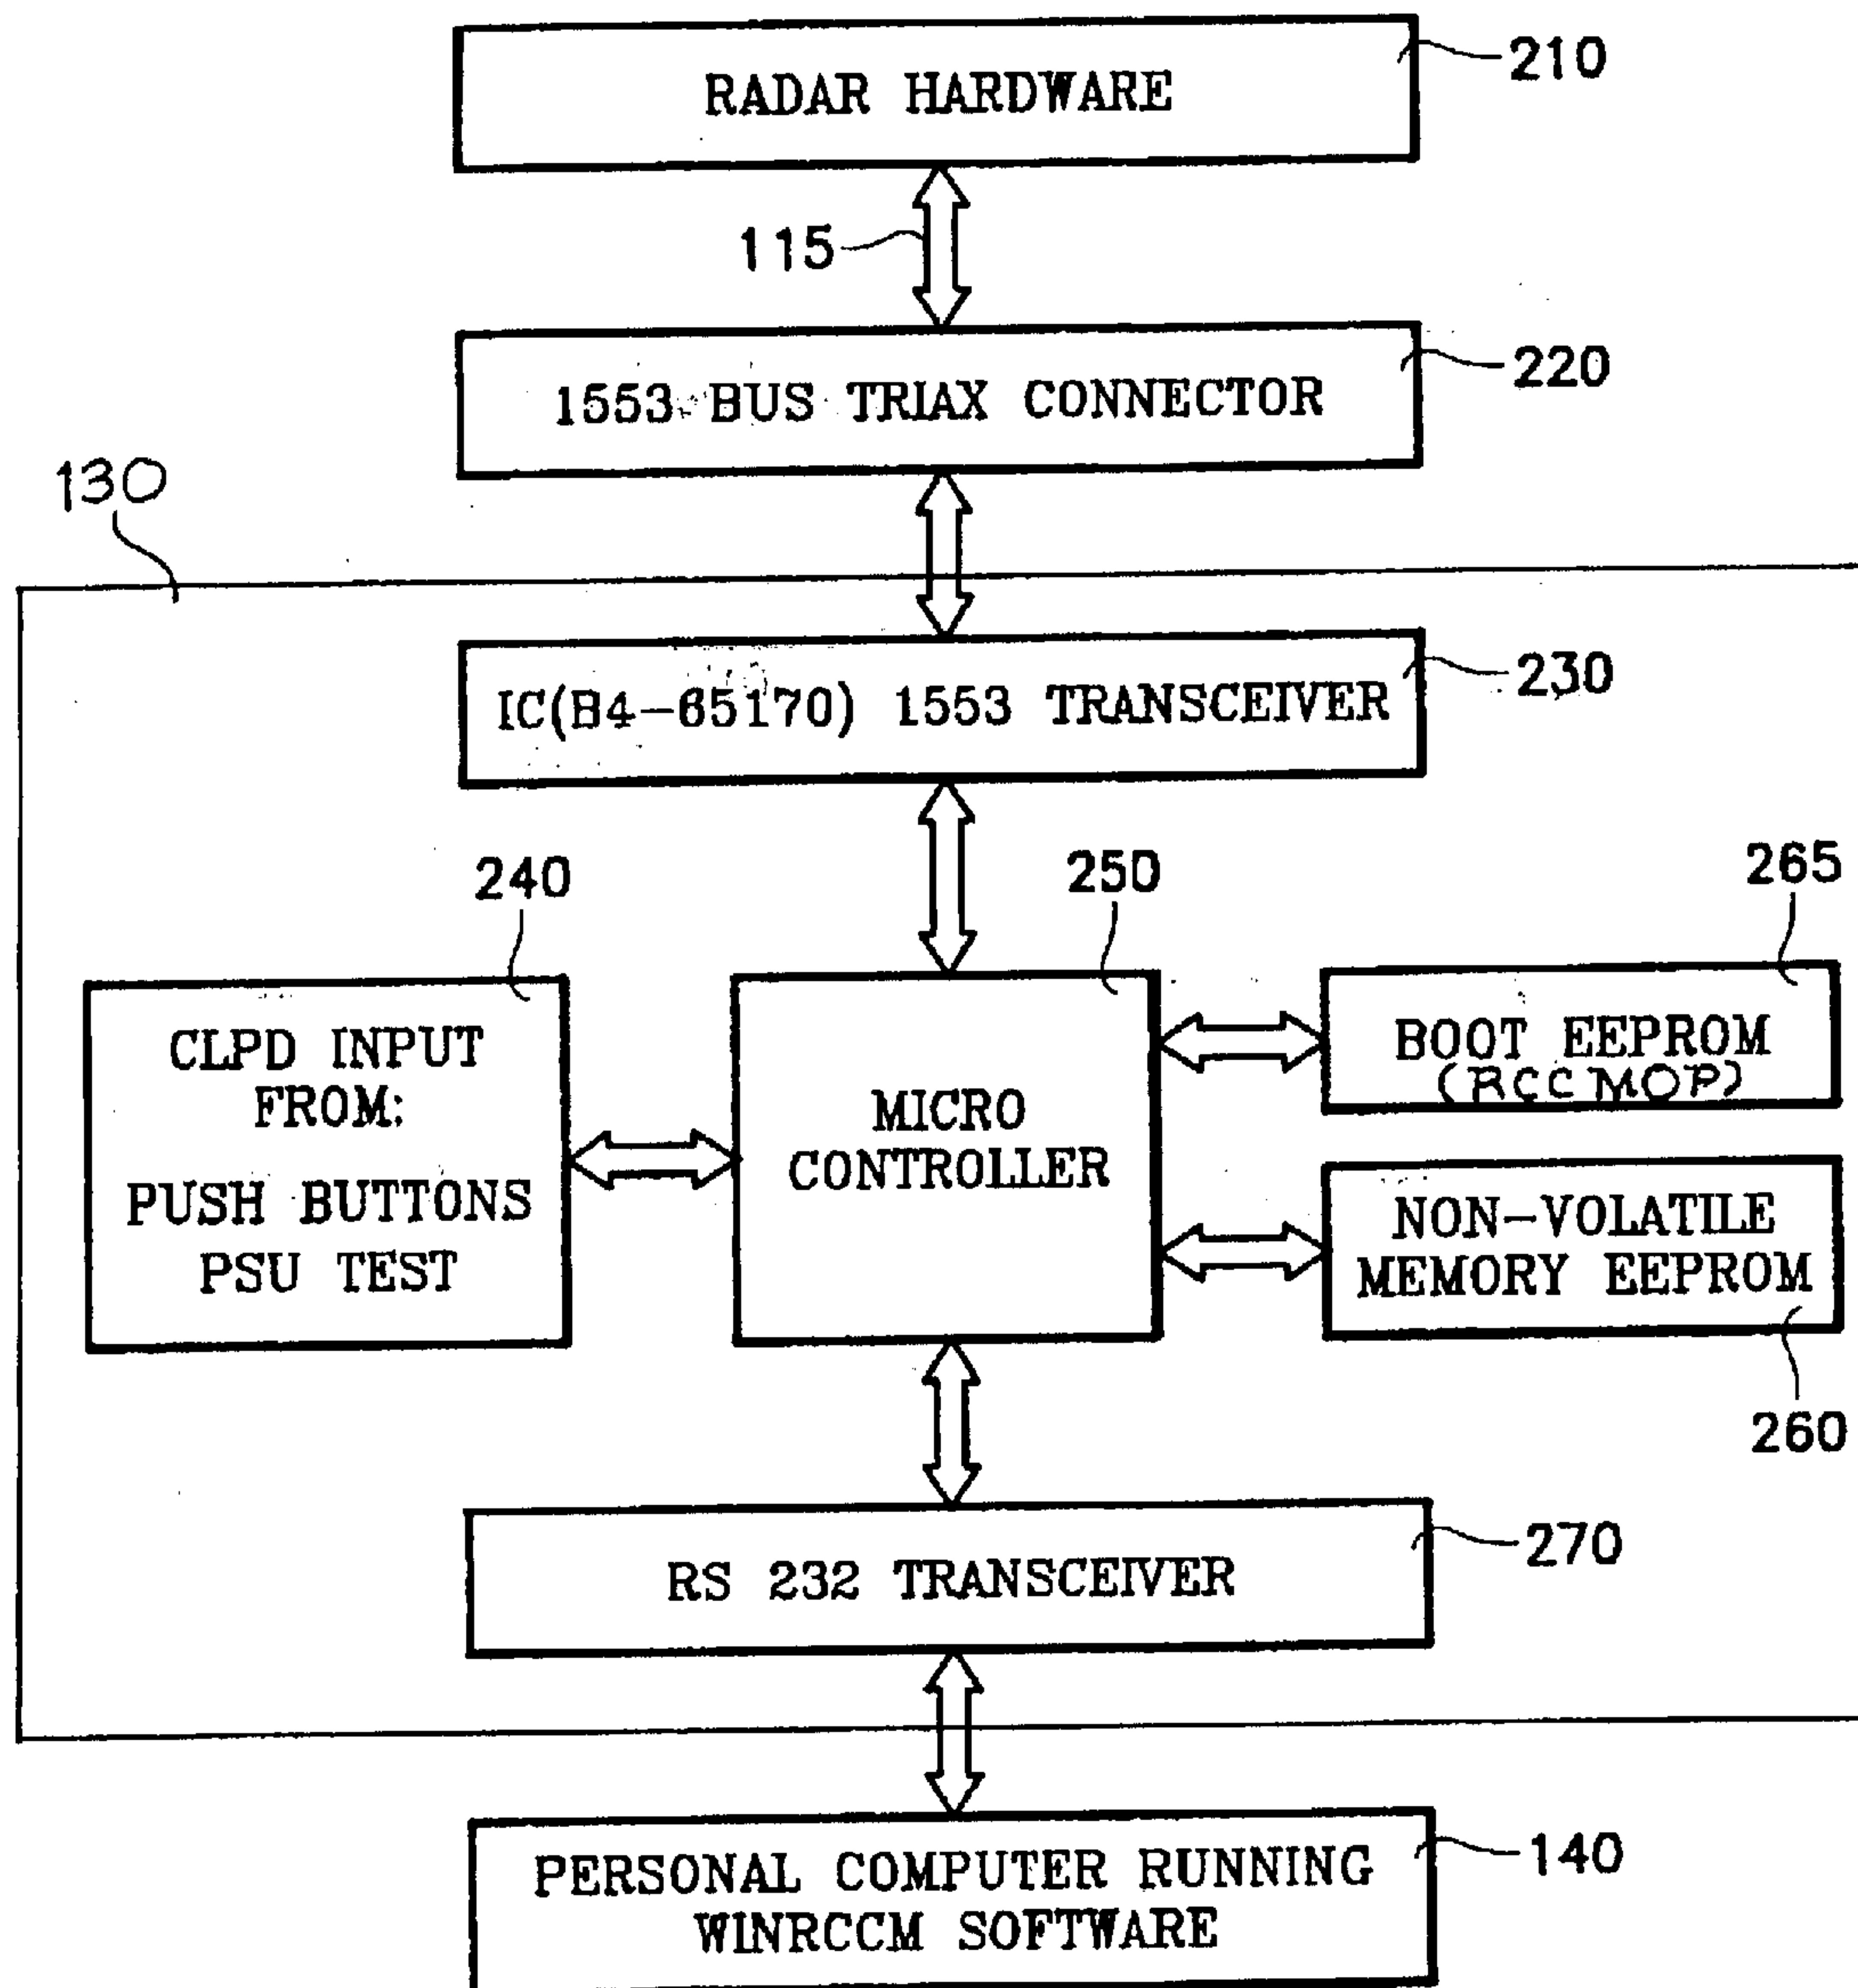 RADAR HARDWARE
210
115
1553 BUS TRIAX CONNECTOR
220
130
IC(B4-65170) 1553 TRANSCEIVER
230
240
250
265
CLPD INPUT
FROM:
PUSH BUTTONS
PSU TEST
MICRO
CONTROLLER
BOOT EEPROM
(RCCMOP)
NON-VOLATILE
MEMORY EEPROM
260
RS 232 TRANSCEIVER
270
PERSONAL COMPUTER RUNNING
WINRCCM SOFTWARE
140